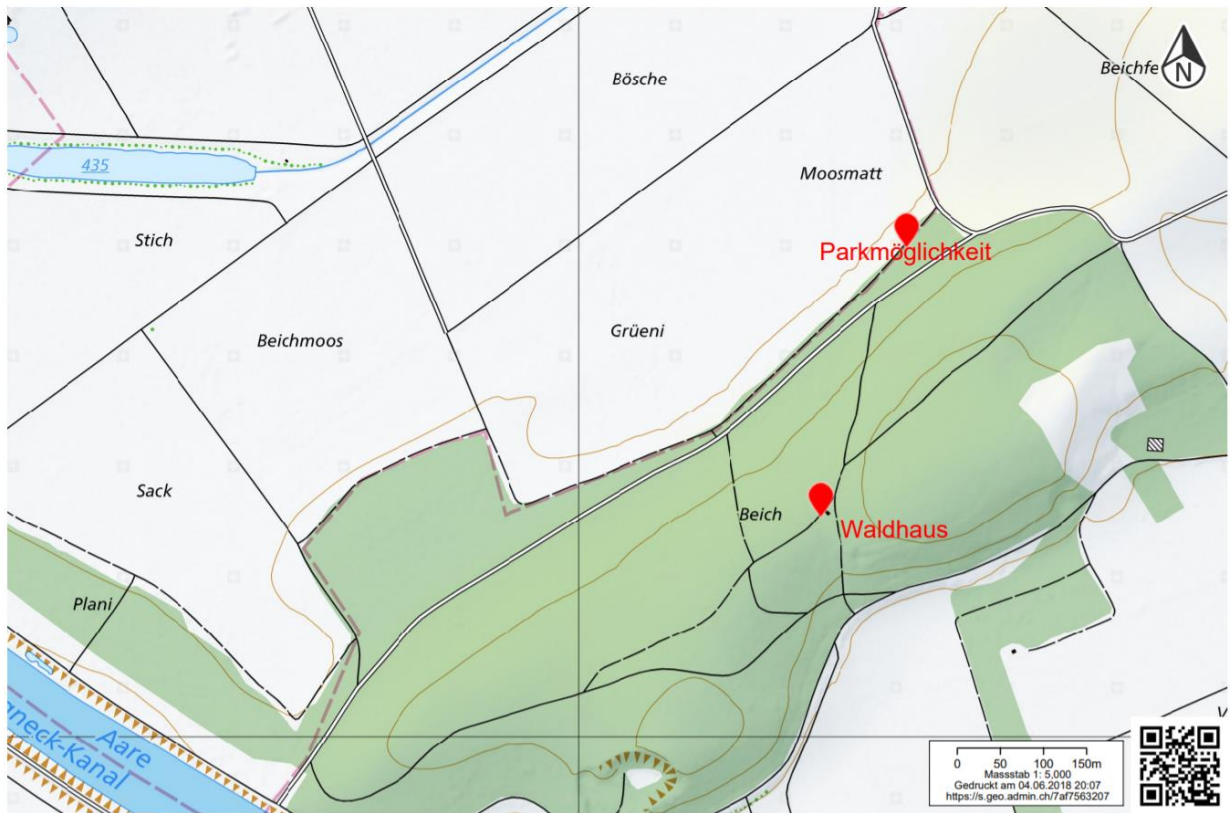 Bösche
Beichfe
N
435
Moosmatt
Stich
Parkmöglichkeit
Grüeni
Beichmoos
Sack
Beich
Waldhaus
Plani
Aare
gneck-Kanal
V
0 50 100 150m
Massstab 1: 5,000
Gedruckt am 04.06.2018 20:07
https://s.geo.admin.ch/7af7563207